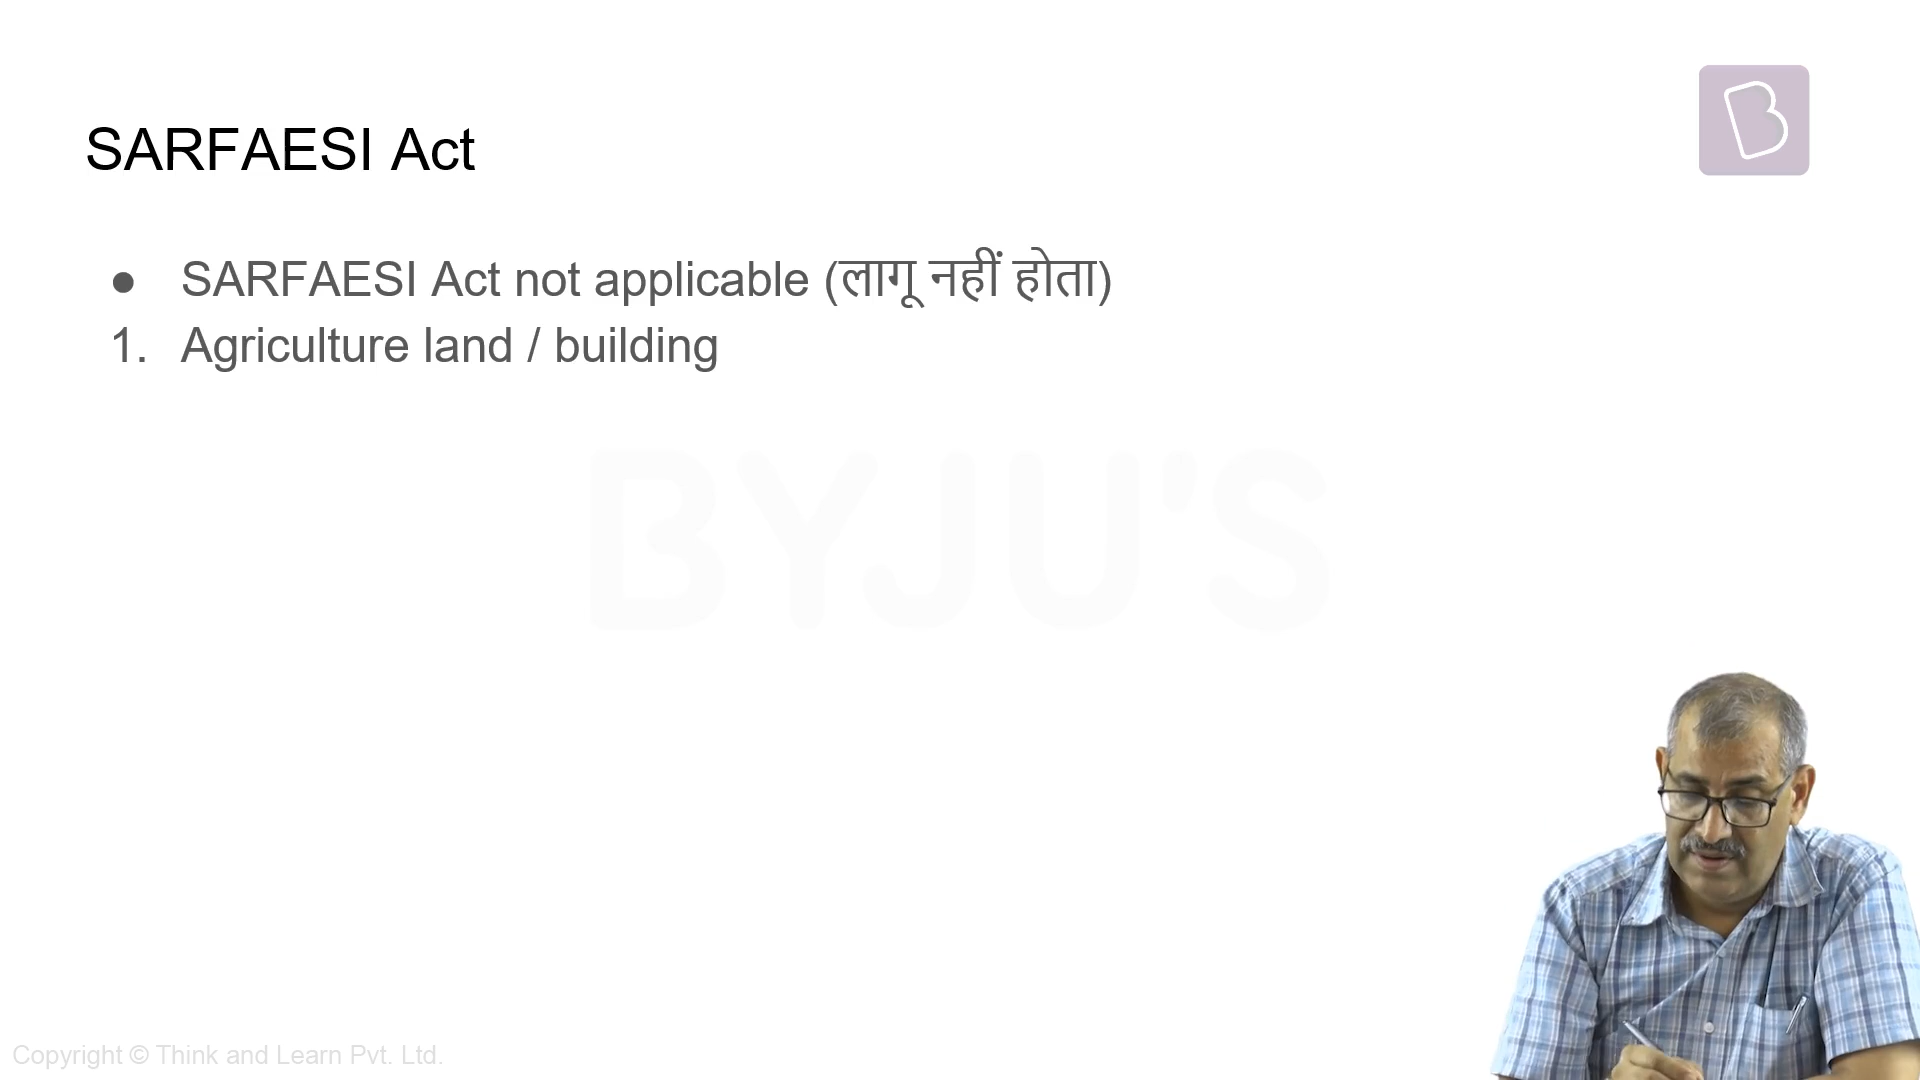 SARFAESI Act
● SARFAESI Act not applicable (लागू नहीं होता)
1. Agriculture land / building
BYJU'S
Copyright © Think and Learn Pvt. Ltd.